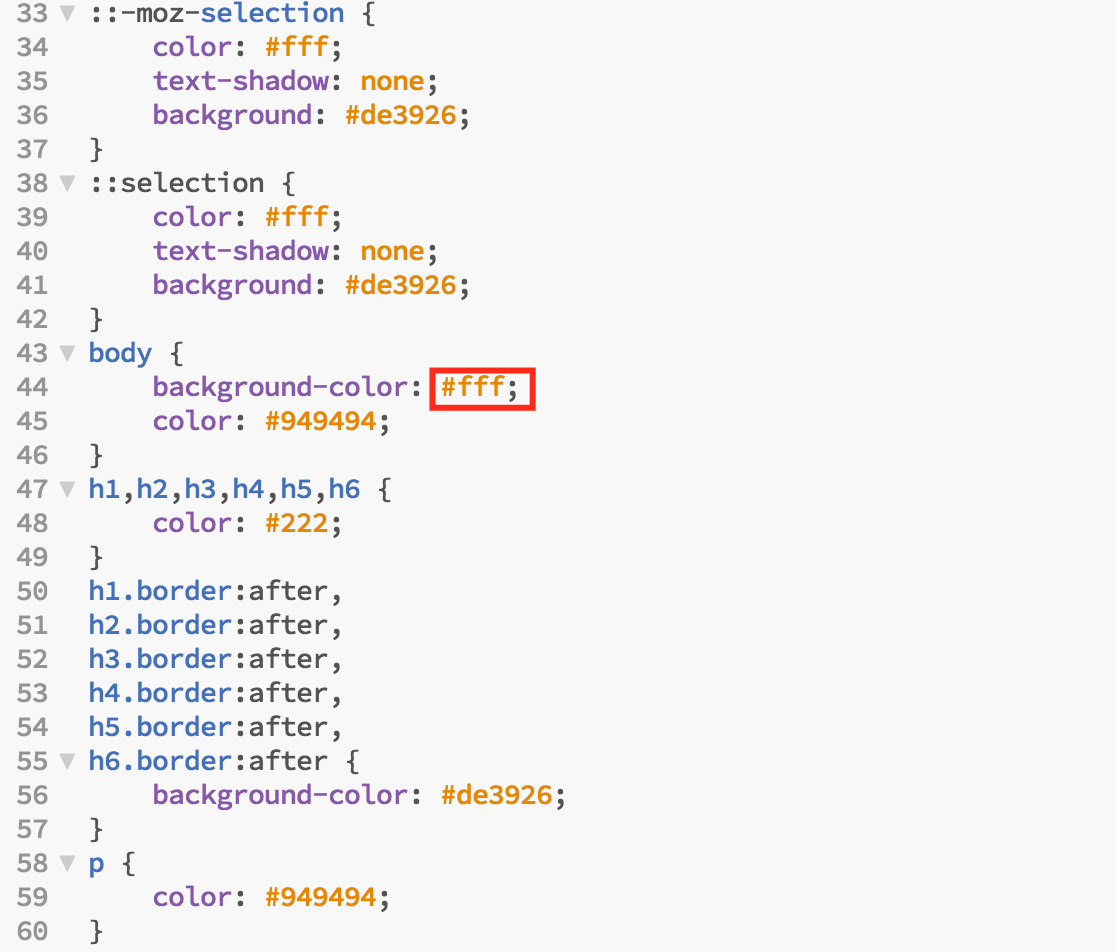 33 ▼ ::-moz-selection {
34     color: #fff;
35     text-shadow: none;
36     background: #de3926;
37 }
38 ▼ ::selection {
39     color: #fff;
40     text-shadow: none;
41     background: #de3926;
42 }
43 ▼ body {
44     background-color: #fff;
45     color: #949494;
46 }
47 ▼ h1,h2,h3,h4,h5,h6 {
48     color: #222;
49 }
50 h1.border:after,
51 h2.border:after,
52 h3.border:after,
53 h4.border:after,
54 h5.border:after,
55 ▼ h6.border:after {
56     background-color: #de3926;
57 }
58 ▼ p {
59     color: #949494;
60 }